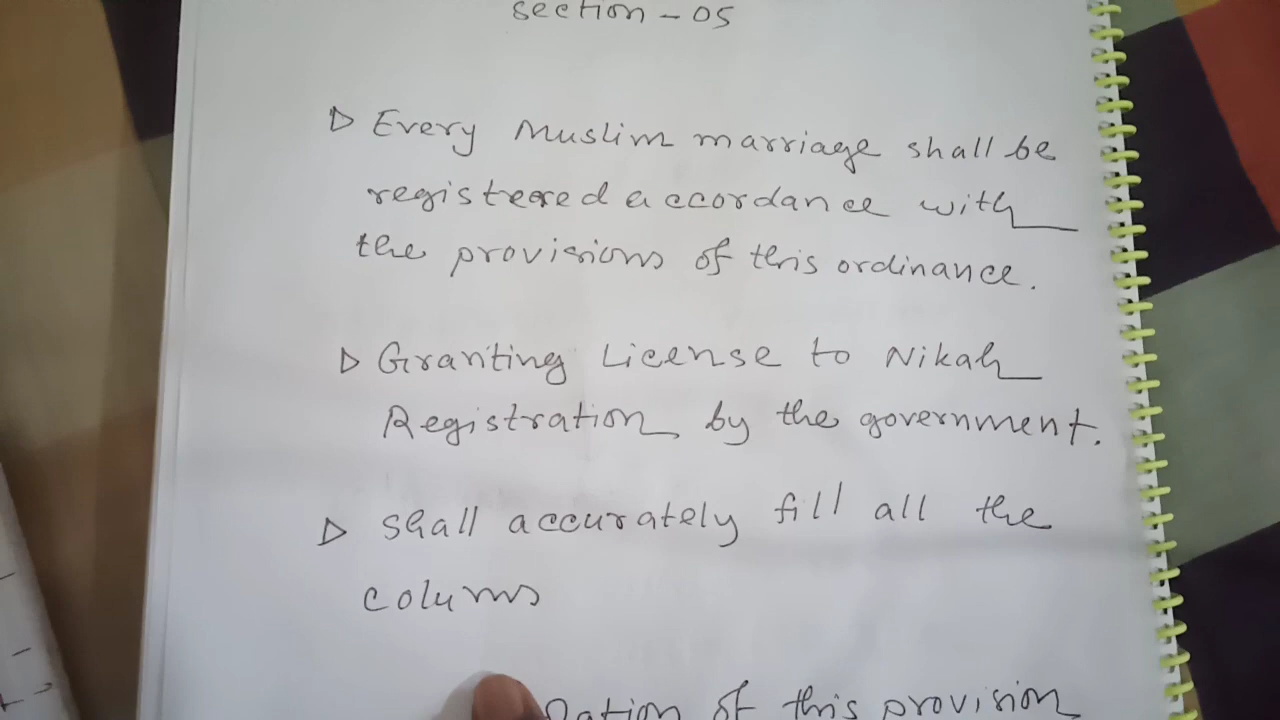 section - 05
Every Muslim marriage shall be
registered accordance with
the provisions of this ordinance.
Granting License to Nikah
Registration by the government.
shall accurately fill all the
colums
of this provision